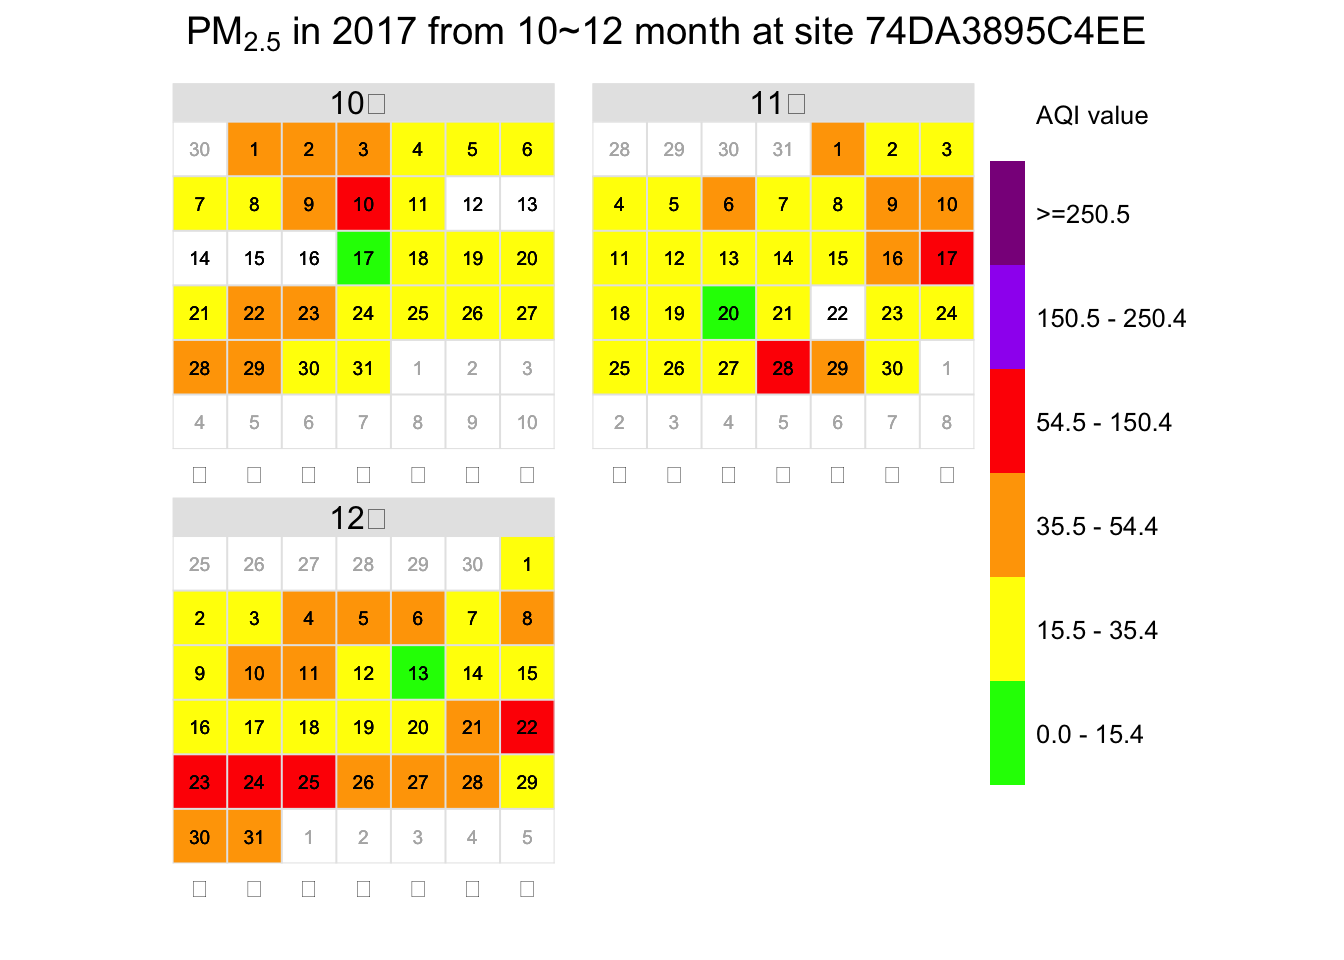 PM2.5 in 2017 from 10~12 month at site 74DA3895C4EE
10□
30 1 2 3 4 5 6
7 8 9 10 11 12 13
14 15 16 17 18 19 20
21 22 23 24 25 26 27
28 29 30 31 1 2 3
4 5 6 7 8 9 10
□ □ □ □ □ □ □
11□
28 29 30 31 1 2 3
4 5 6 7 8 9 10
11 12 13 14 15 16 17
18 19 20 21 22 23 24
25 26 27 28 29 30 1
2 3 4 5 6 7 8
□ □ □ □ □ □ □
12□
25 26 27 28 29 30 1
2 3 4 5 6 7 8
9 10 11 12 13 14 15
16 17 18 19 20 21 22
23 24 25 26 27 28 29
30 31 1 2 3 4 5
□ □ □ □ □ □ □
AQI value
>=250.5
150.5 - 250.4
54.5 - 150.4
35.5 - 54.4
15.5 - 35.4
0.0 - 15.4